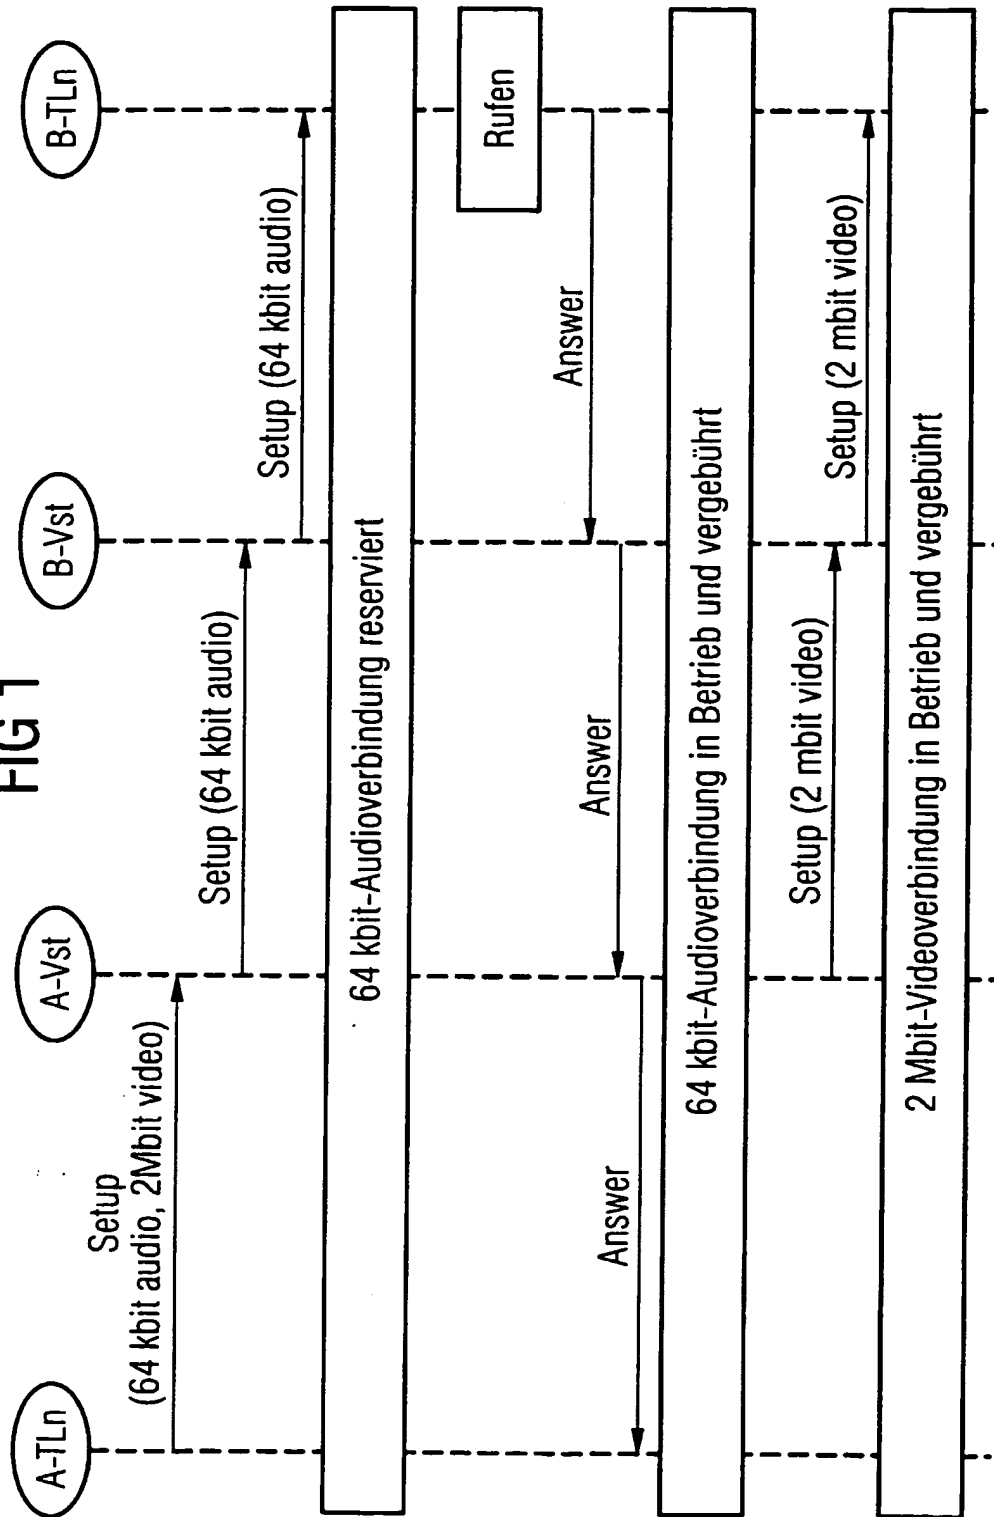 FIG 1
A-TLn
A-Vst
B-Vst
B-TLn
Setup
(64 kbit audio, 2Mbit video)
Setup (64 kbit audio)
Setup (64 kbit audio)
64 kbit-Audioverbindung reserviert
Rufen
Answer
Answer
Answer
64 kbit-Audioverbindung in Betrieb und vergebührt
Setup (2 mbit video)
Setup (2 mbit video)
2 Mbit-Videoverbindung in Betrieb und vergebührt